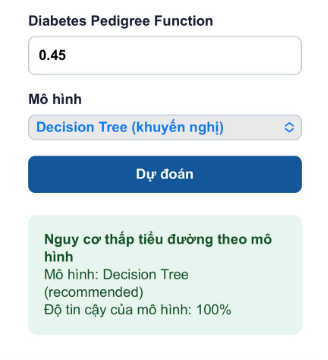 Diabetes Pedigree Function
0.45
Mô hình
Decision Tree (khuyến nghị)
Dự đoán
Nguy cơ thấp tiểu đường theo mô
hình
Mô hình: Decision Tree
(recommended)
Độ tin cậy của mô hình: 100%